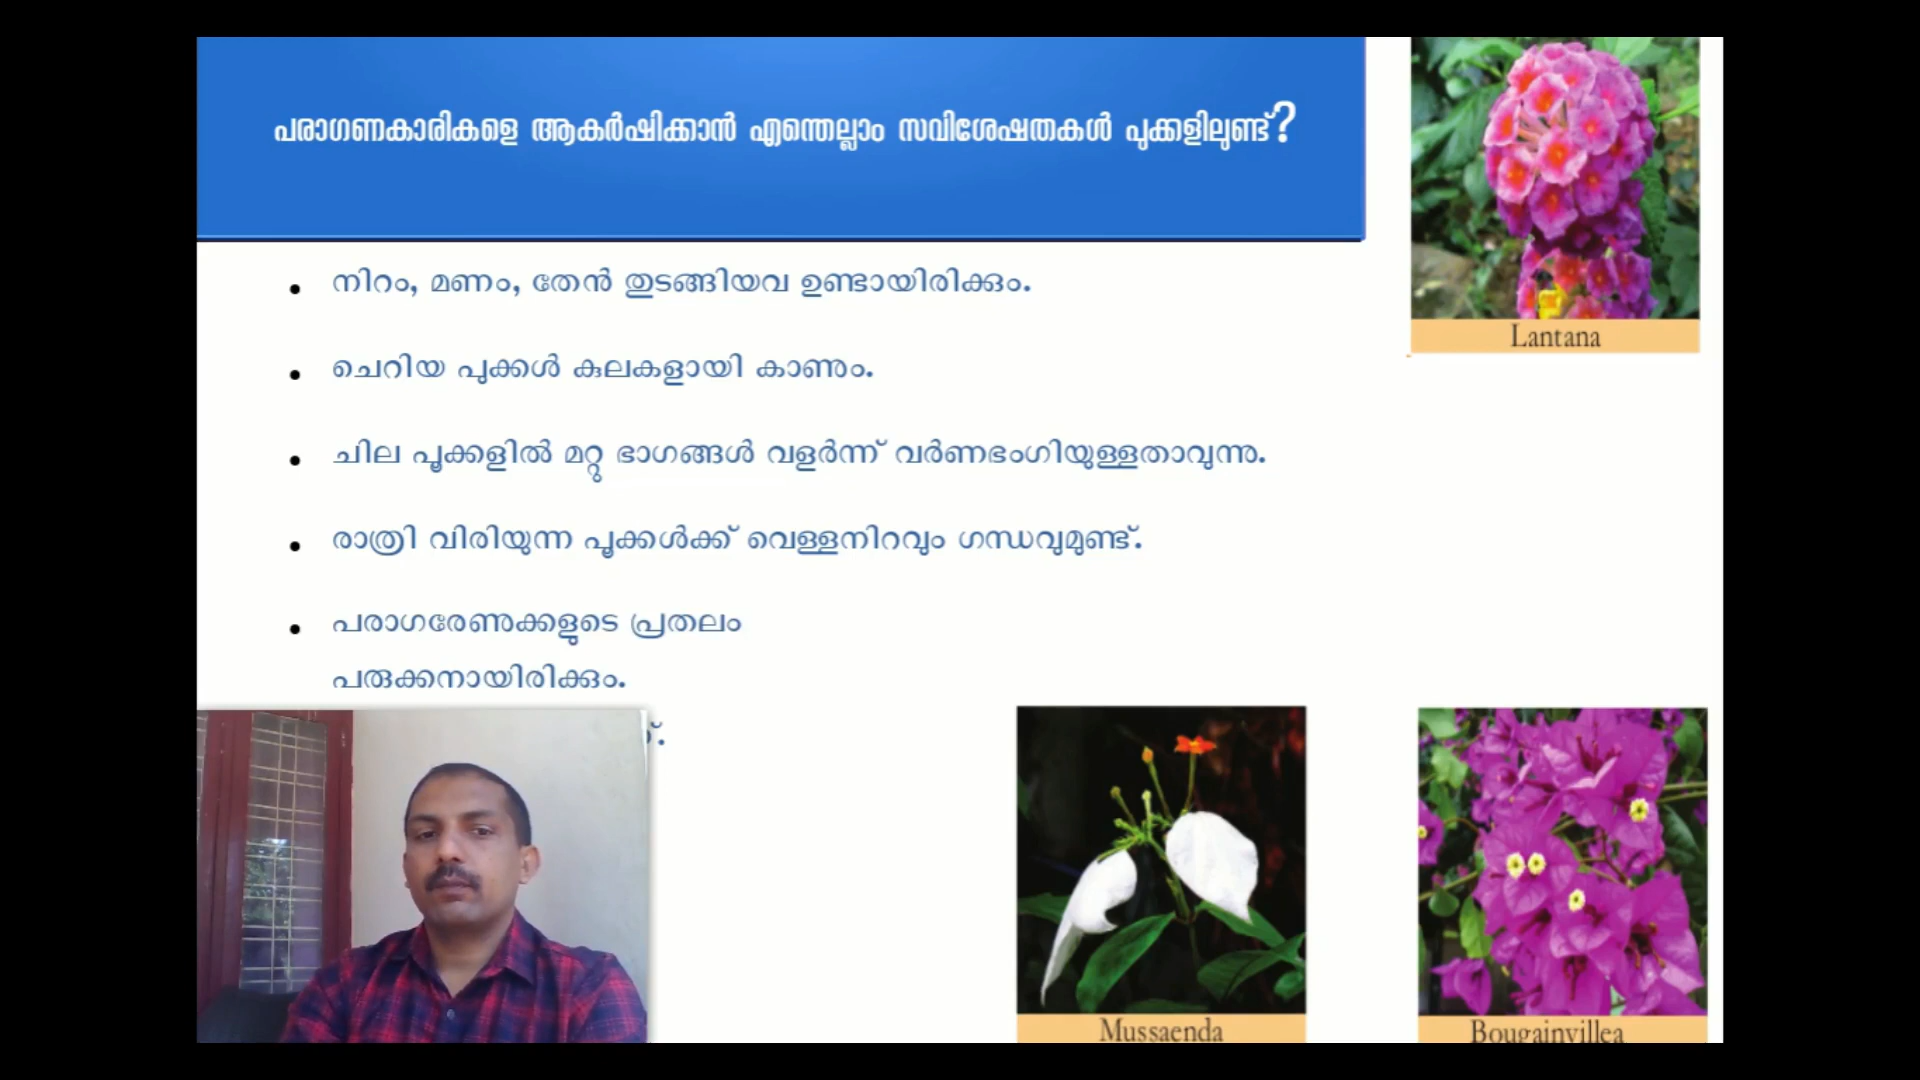 പരാഗണകാരികളെ ആകർഷിക്കാൻ എന്തെല്ലാം സവിശേഷതകൾ പൂക്കളിലുണ്ട്?
Lantana
• നിറം, മണം, തേൻ തുടങ്ങിയവ ഉണ്ടായിരിക്കും.
• ചെറിയ പൂക്കൾ കുലകളായി കാണും.
• ചില പൂക്കളിൽ മറ്റു ഭാഗങ്ങൾ വളർന്ന് വർണഭംഗിയുള്ളതാവുന്നു.
• രാത്രി വിരിയുന്ന പൂക്കൾക്ക് വെള്ളനിറവും ഗന്ധവുമുണ്ട്.
• പരാഗരേണുക്കളുടെ പ്രതലം
പരുക്കനായിരിക്കും.
Mussaenda
Bougainvillea